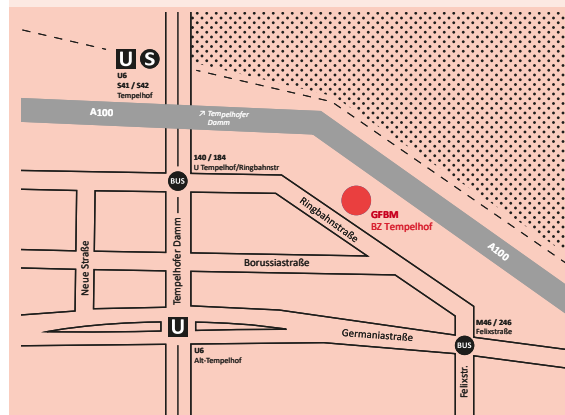 U S
U6
S41 / S42
Tempelhof
A100
↗ Tempelhofer
Damm
140 / 184
U Tempelhof/Ringbahnstr
BUS
Ringbahnstraße
GFBM
BZ Tempelhof
A100
Neue Straße
Tempelhofer Damm
Borussiastraße
U
U6
Alt-Tempelhof
Germaniastraße
M46 / 246
Felixstraße
BUS
Felixstr.